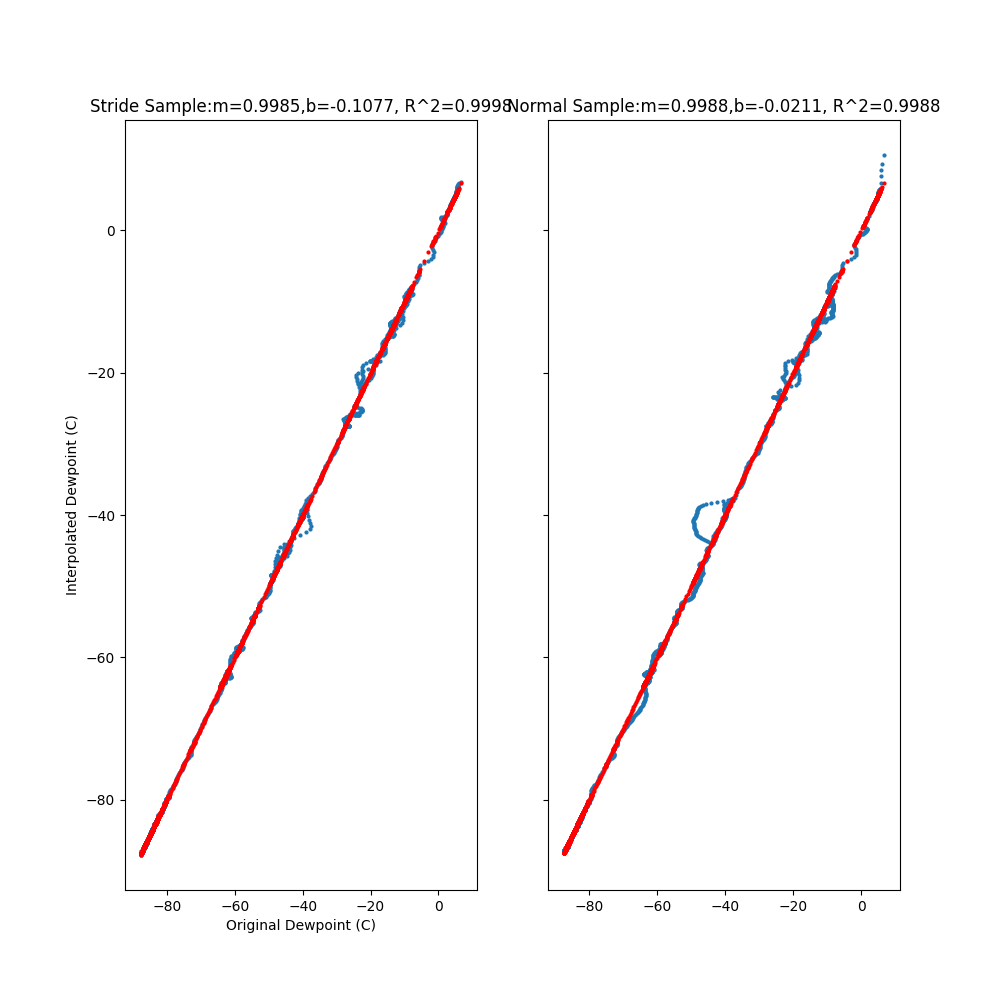 Stride Sample:m=0.9985,b=-0.1077, R^2=0.9998
Normal Sample:m=0.9988,b=-0.0211, R^2=0.9988
0
−20
−40
−60
−80
Interpolated Dewpoint (C)
−80 −60 −40 −20 0
−80 −60 −40 −20 0
Original Dewpoint (C)